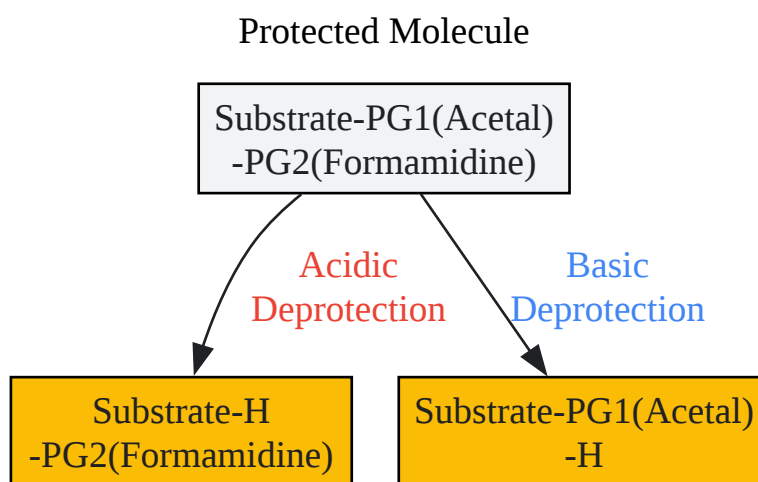 Protected Molecule
Substrate-PG1(Acetal)
-PG2(Formamidine)
Acidic
Deprotection
Basic
Deprotection
Substrate-H
-PG2(Formamidine)
Substrate-PG1(Acetal)
-H